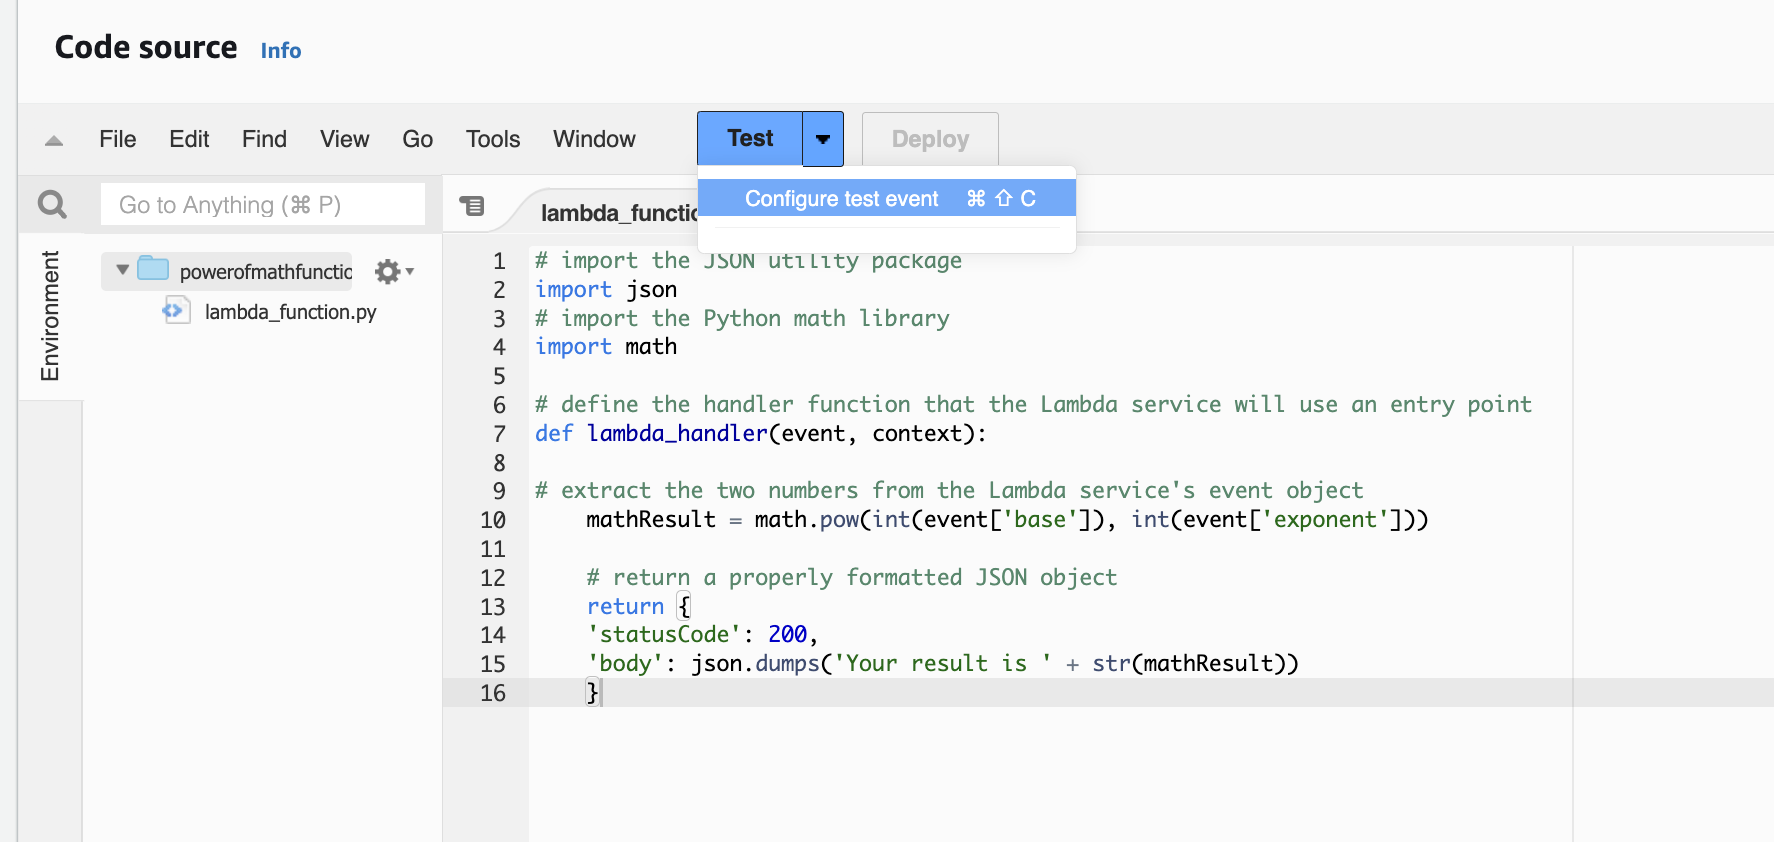 Code source Info
File Edit Find View Go Tools Window Test Deploy
Configure test event ⌘ ⇧ C
Go to Anything (⌘ P)
Environment
powerofmathfunctio
lambda_function.py
lambda_functio
1 # import the JSON utility package
2 import json
3 # import the Python math library
4 import math
5
6 # define the handler function that the Lambda service will use an entry point
7 def lambda_handler(event, context):
8
9 # extract the two numbers from the Lambda service's event object
10     mathResult = math.pow(int(event['base']), int(event['exponent']))
11
12     # return a properly formatted JSON object
13     return {
14     'statusCode': 200,
15     'body': json.dumps('Your result is ' + str(mathResult))
16     }